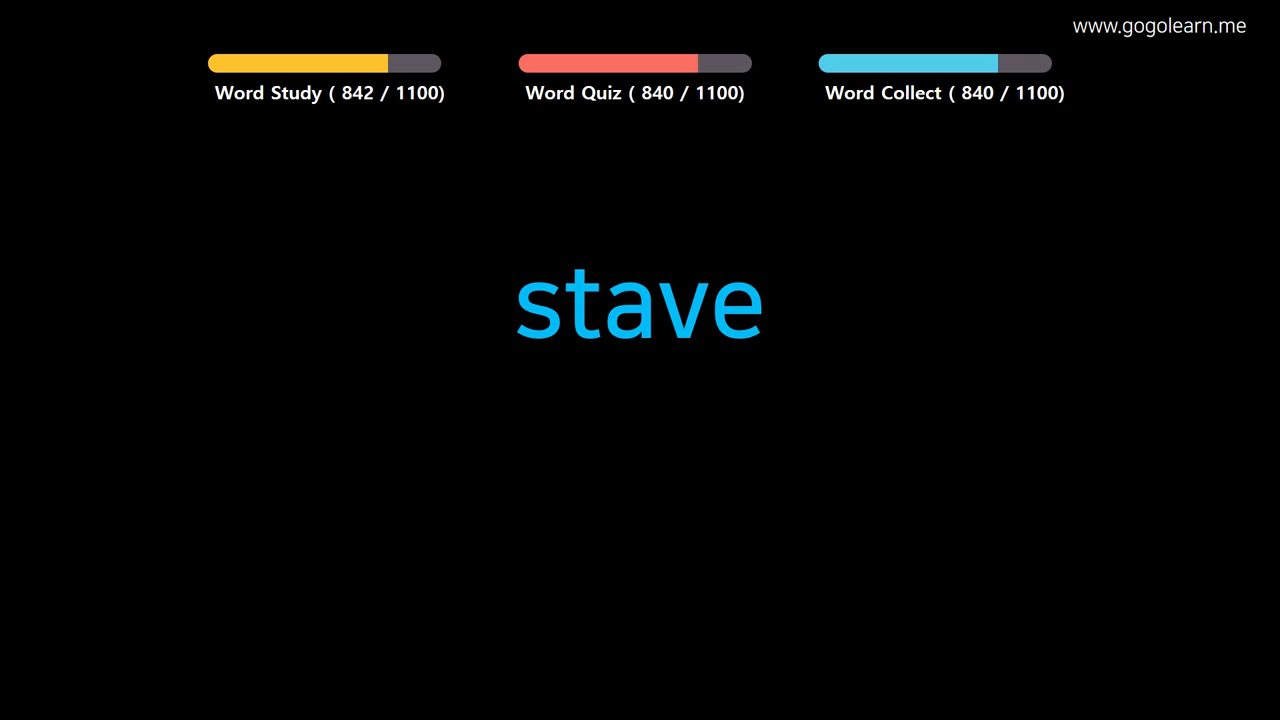 www.gogolearn.me
Word Study ( 842 / 1100)
Word Quiz ( 840 / 1100)
Word Collect ( 840 / 1100)
stave